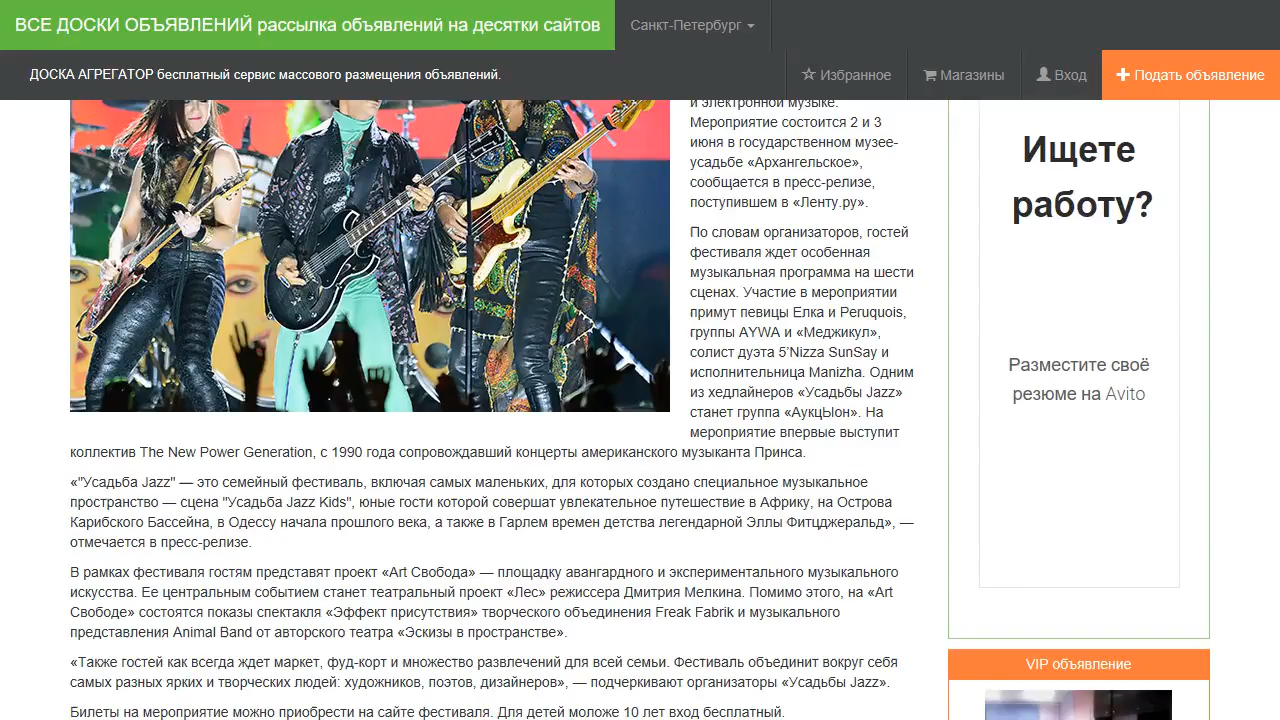 ВСЕ ДОСКИ ОБЪЯВЛЕНИЙ рассылка объявлений на десятки сайтов
Санкт-Петербург
ДОСКА АГРЕГАТОР бесплатный сервис массового размещения объявлений.
Избранное
Магазины
Вход
Подать объявление
и электронной музыке.
Мероприятие состоится 2 и 3
июня в государственном музее-
усадьбе «Архангельское»,
сообщается в пресс-релизе,
поступившем в «Ленту.ру».
По словам организаторов, гостей
фестиваля ждет особенная
музыкальная программа на шести
сценах. Участие в мероприятии
примут певицы Елка и Peruquois,
группы AYWA и «Меджикул»,
солист дуэта 5’Nizza SunSay и
исполнительница Manizha. Одним
из хедлайнеров «Усадьбы Jazz»
станет группа «АукцЫон». На
мероприятие впервые выступит
коллектив The New Power Generation, с 1990 года сопровождавший концерты американского музыканта Принса.
«"Усадьба Jazz" — это семейный фестиваль, включая самых маленьких, для которых создано специальное музыкальное
пространство — сцена "Усадьба Jazz Kids", юные гости которой совершат увлекательное путешествие в Африку, на Острова
Карибского Бассейна, в Одессу начала прошлого века, а также в Гарлем времен детства легендарной Эллы Фитцджеральд», —
отмечается в пресс-релизе.
В рамках фестиваля гостям представят проект «Art Свобода» — площадку авангардного и экспериментального музыкального
искусства. Ее центральным событием станет театральный проект «Лес» режиссера Дмитрия Мелкина. Помимо этого, на «Art
Свободе» состоятся показы спектакля «Эффект присутствия» творческого объединения Freak Fabrik и музыкального
представления Animal Band от авторского театра «Эскизы в пространстве».
«Также гостей как всегда ждет маркет, фуд-корт и множество развлечений для всей семьи. Фестиваль объединит вокруг себя
самых разных ярких и творческих людей: художников, поэтов, дизайнеров», — подчеркивают организаторы «Усадьбы Jazz».
Билеты на мероприятие можно приобрести на сайте фестиваля. Для детей моложе 10 лет вход бесплатный.
Ищете
работу?
Разместите своё
резюме на Avito
VIP объявление